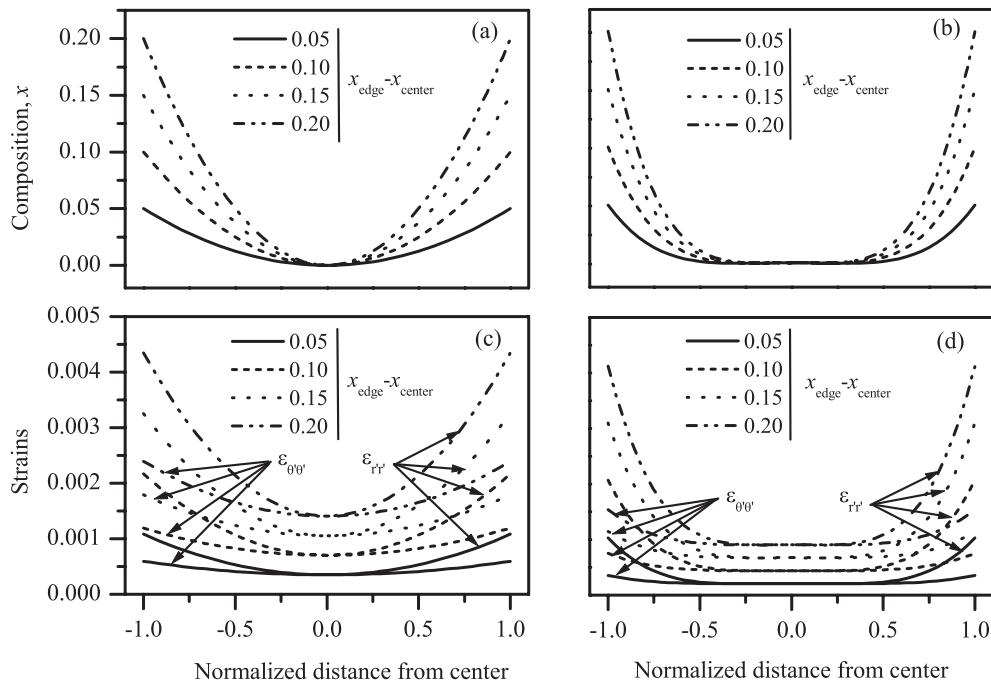 (a)
0.20
0.15
0.10
0.05
0.00
Composition, x
0.05
0.10
0.15
0.20
x_edge-x_center
(b)
0.05
0.10
0.15
0.20
x_edge-x_center
(c)
0.005
0.004
0.003
0.002
0.001
0.000
Strains
0.05
0.10
0.15
0.20
x_edge-x_center
ε_θ'θ'
ε_r'r'
-1.0 -0.5 0.0 0.5 1.0
Normalized distance from center
(d)
0.05
0.10
0.15
0.20
x_edge-x_center
ε_θ'θ'
ε_r'r'
-1.0 -0.5 0.0 0.5 1.0
Normalized distance from center